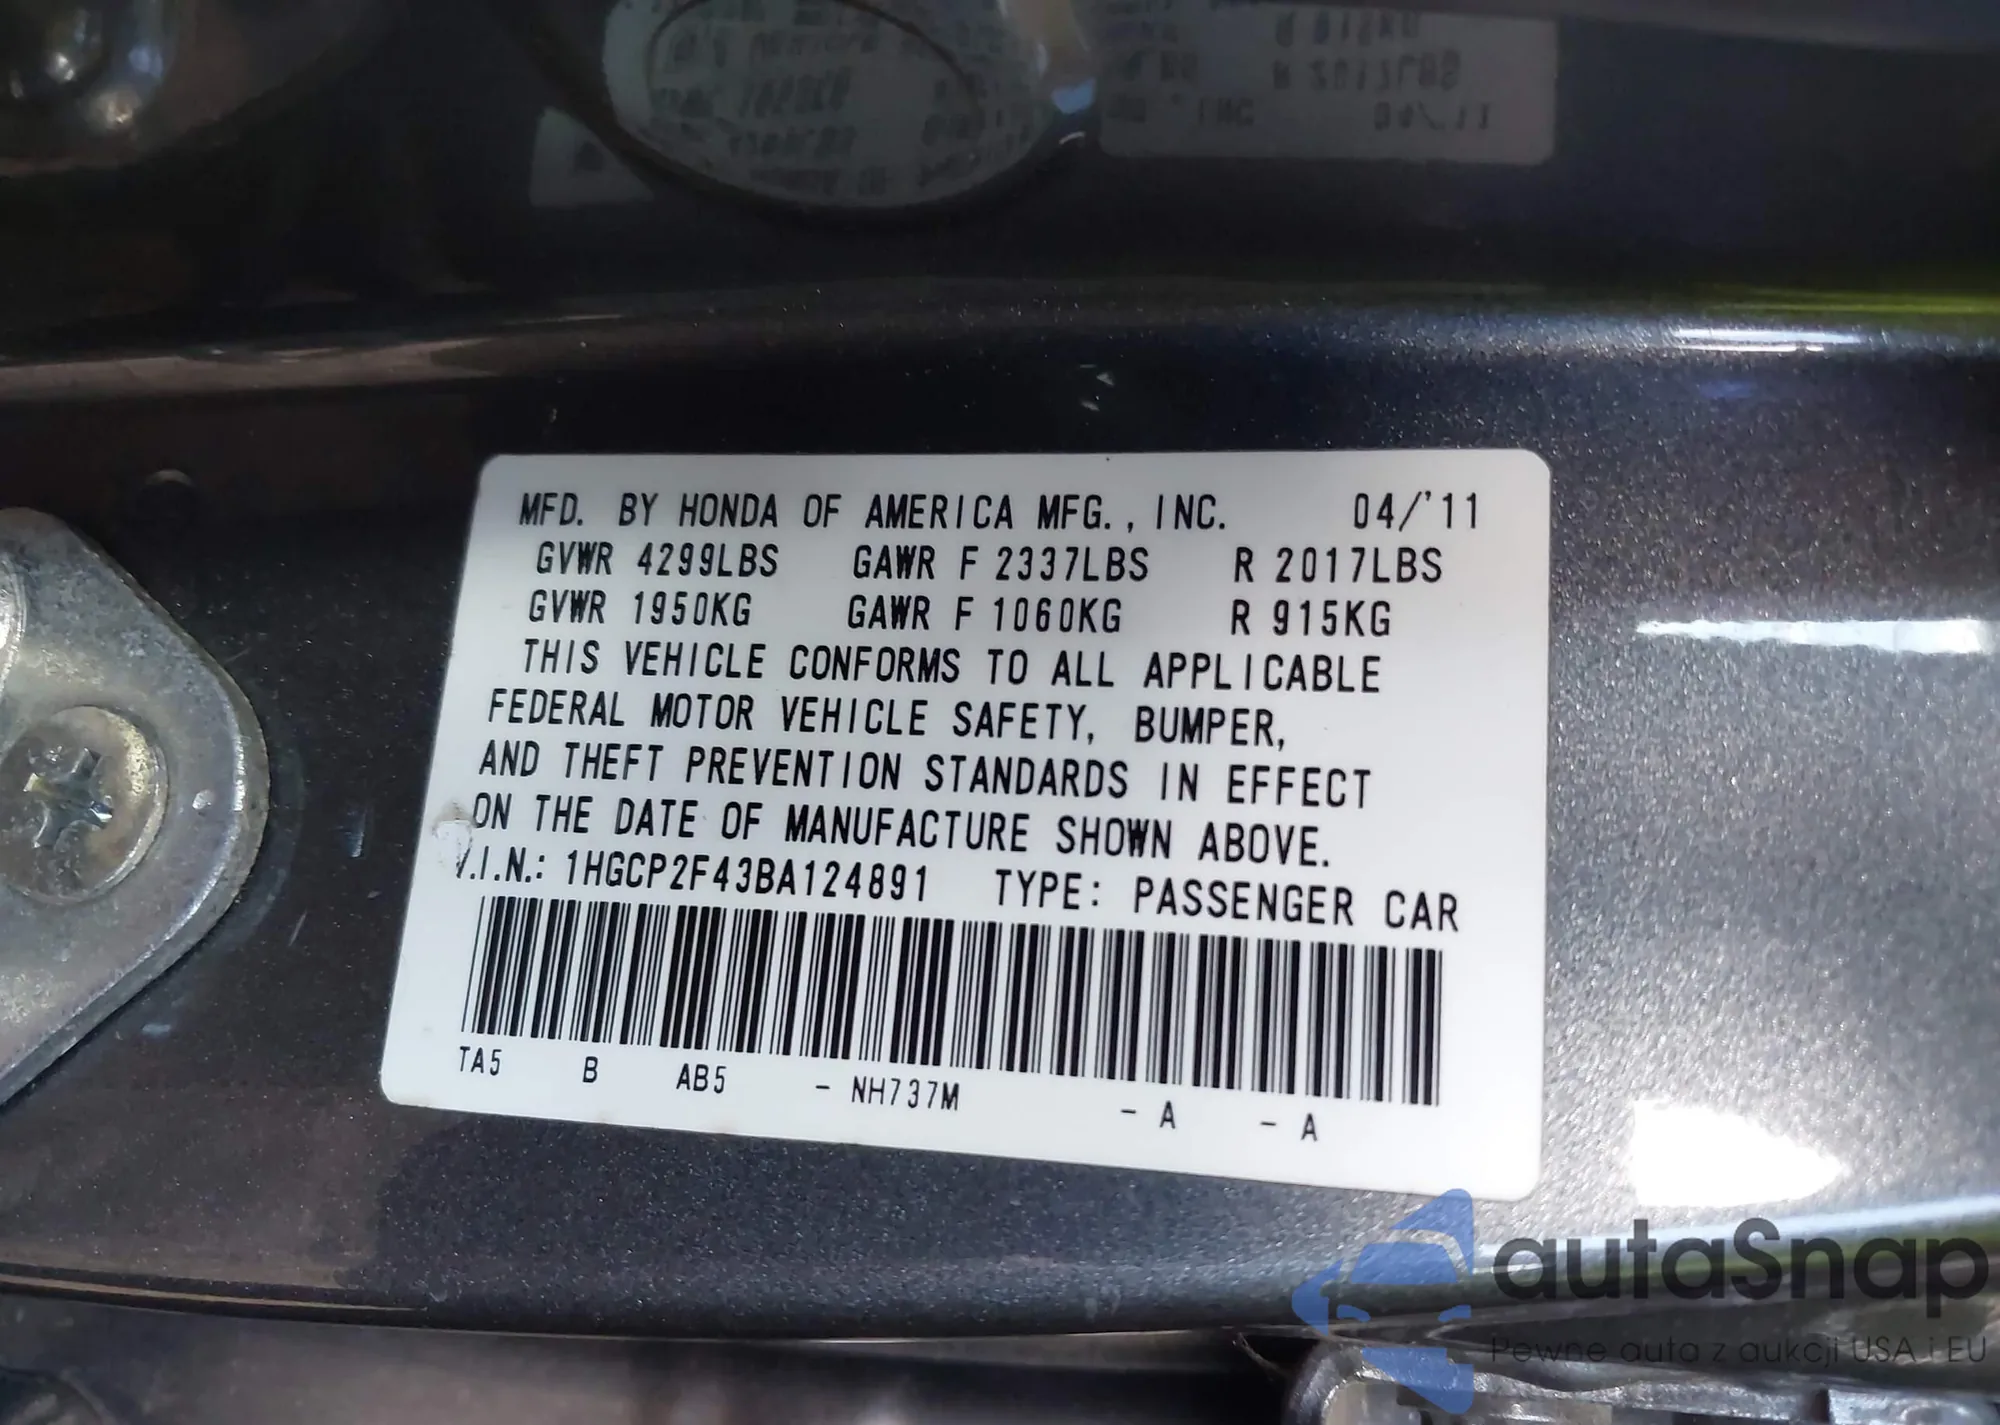 MFD. BY HONDA OF AMERICA MFG., INC. 04/'11
GVWR 4299LBS GAWR F 2337LBS R 2017LBS
GVWR 1950KG GAWR F 1060KG R 915KG
THIS VEHICLE CONFORMS TO ALL APPLICABLE
FEDERAL MOTOR VEHICLE SAFETY, BUMPER,
AND THEFT PREVENTION STANDARDS IN EFFECT
ON THE DATE OF MANUFACTURE SHOWN ABOVE.
V.I.N.: 1HGCP2F43BA124891 TYPE: PASSENGER CAR
TA5 B AB5 - NH737M - A - A
autaSnap
Pewne auta z aukcji USA i EU